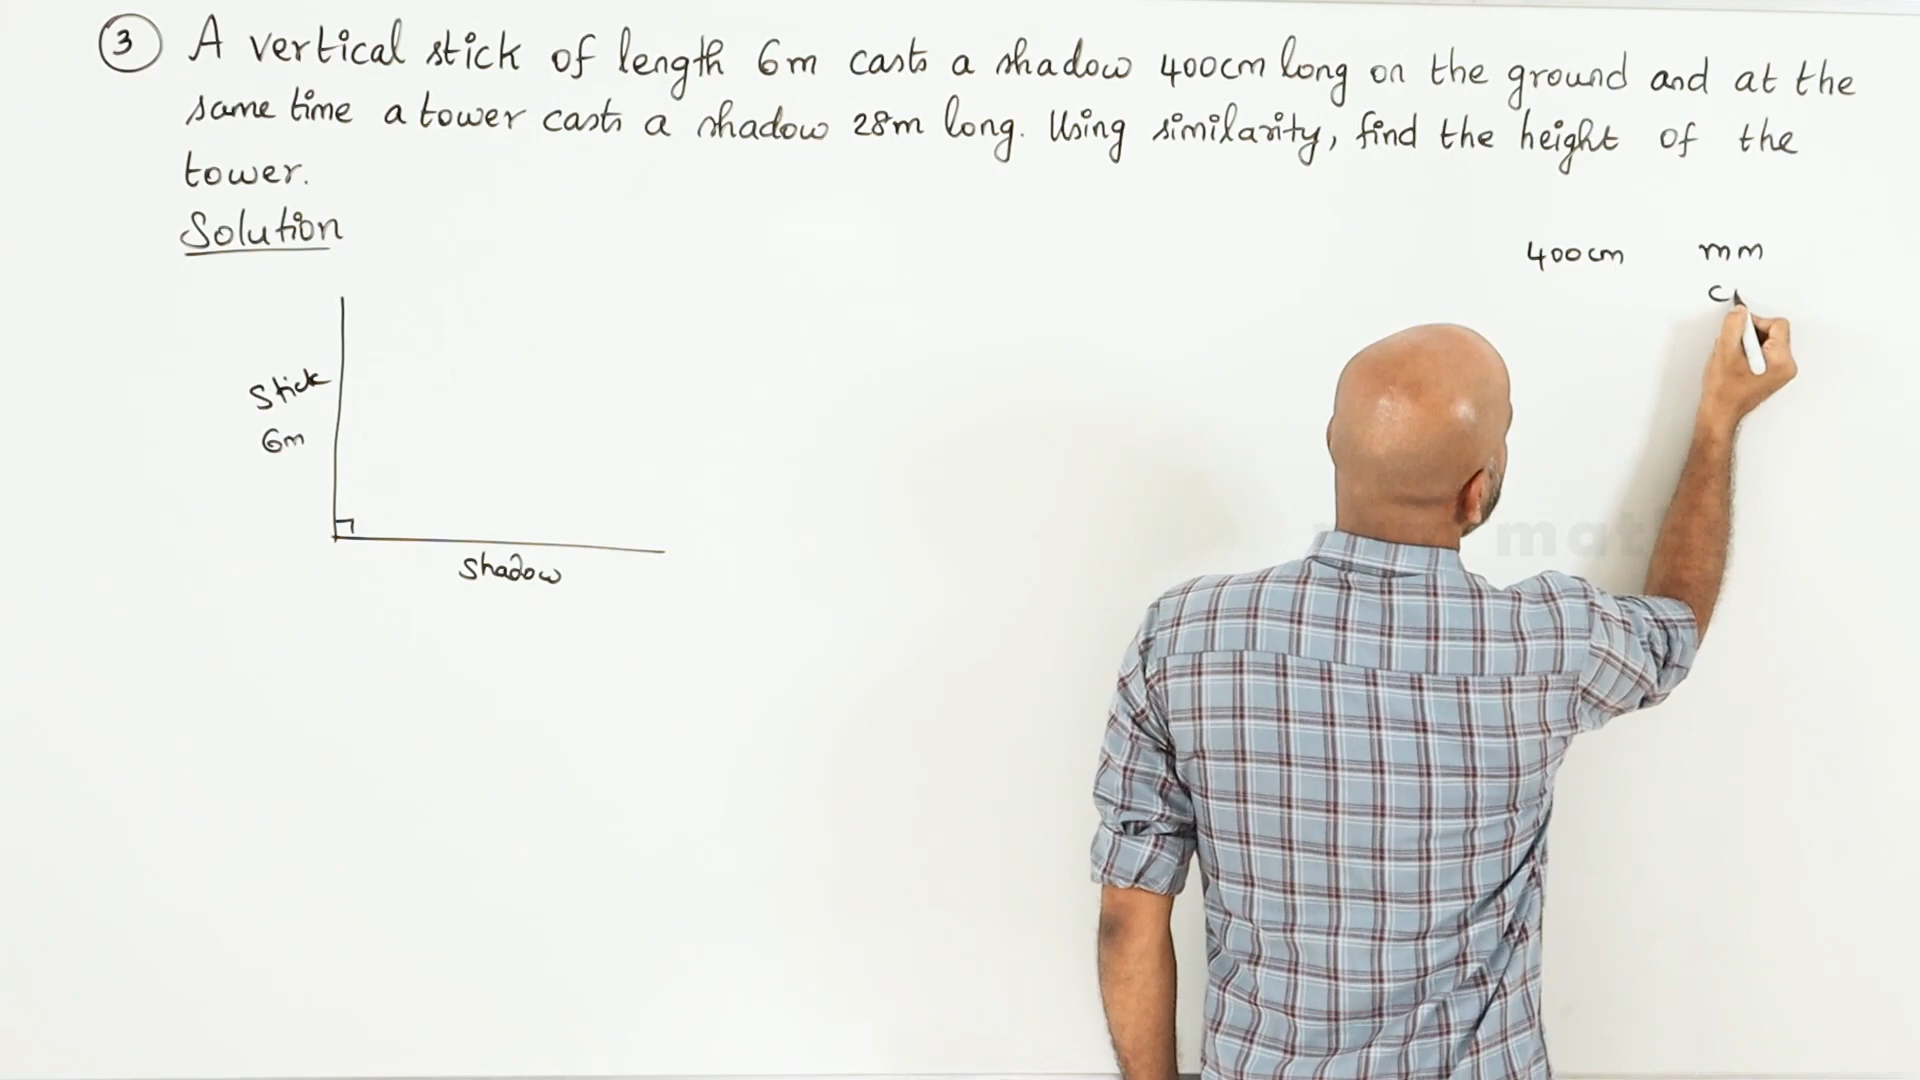 3 A vertical stick of length 6m casts a shadow 400cm long on the ground and at the
same time a tower casts a shadow 28m long. Using similarity, find the height of the
tower.
Solution
400cm mm
c
Stick
6m
shadow